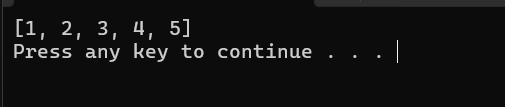 [1, 2, 3, 4, 5]
Press any key to continue . . .